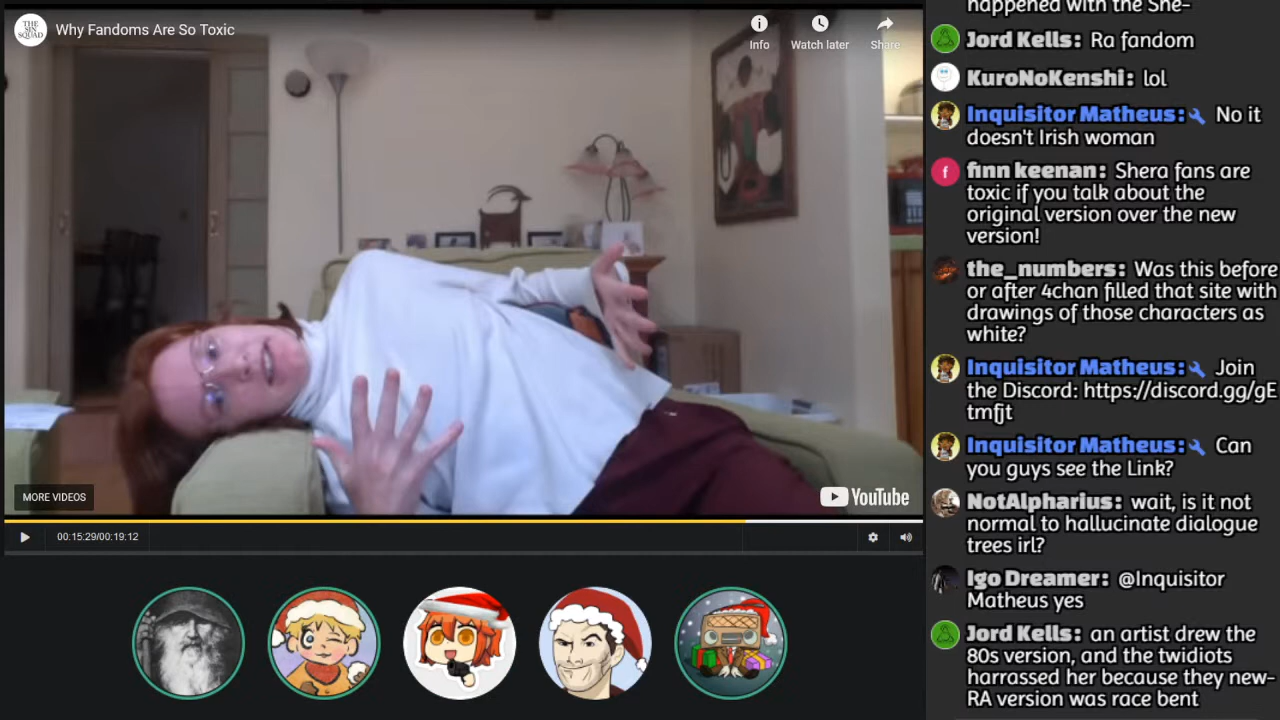 THE
SIN
SQUAD
Why Fandoms Are So Toxic
Info
Watch later
Share
MORE VIDEOS
YouTube
00:15:29/00:19:12
happened with the She-
Jord Kells: Ra fandom
KuroNoKenshi: lol
Inquisitor Matheus: No it
doesn't Irish woman
f
finn keenan: Shera fans are
toxic if you talk about the
original version over the new
version!
the_numbers: Was this before
or after 4chan filled that site with
drawings of those characters as
white?
Inquisitor Matheus: Join
the Discord: https://discord.gg/gE
tmfjt
Inquisitor Matheus: Can
you guys see the Link?
NotAlpharius: wait, is it not
normal to hallucinate dialogue
trees irl?
Igo Dreamer: @Inquisitor
Matheus yes
Jord Kells: an artist drew the
80s version, and the twidiots
harrassed her because they new-
RA version was race bent